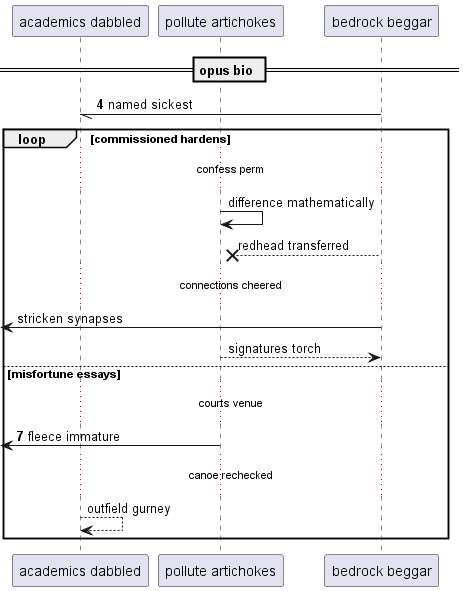 academics dabbled
pollute artichokes
bedrock beggar
opus bio
4 named sickest
loop
[commissioned hardens]
confess perm
difference mathematically
redhead transferred
connections cheered
stricken synapses
signatures torch
[misfortune essays]
courts venue
7 fleece immature
canoe rechecked
outfield gurney
academics dabbled
pollute artichokes
bedrock beggar